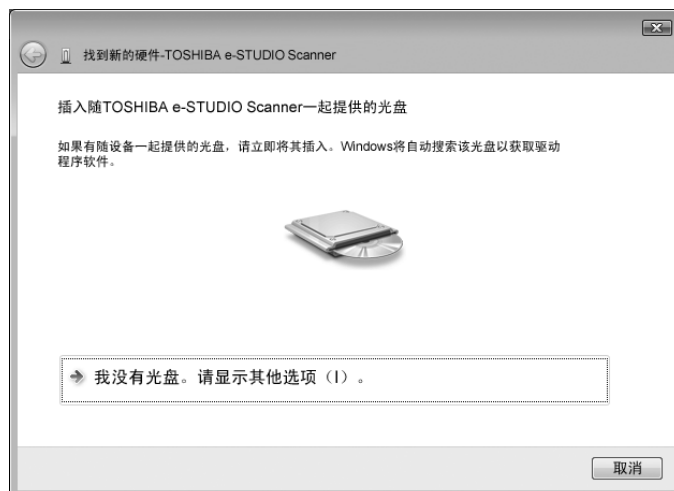 找到新的硬件-TOSHIBA e-STUDIO Scanner
插入随TOSHIBA e-STUDIO Scanner一起提供的光盘
如果有随设备一起提供的光盘，请立即将其插入。Windows将自动搜索该光盘以获取驱动
程序软件。
我没有光盘。请显示其他选项（I）。
取消